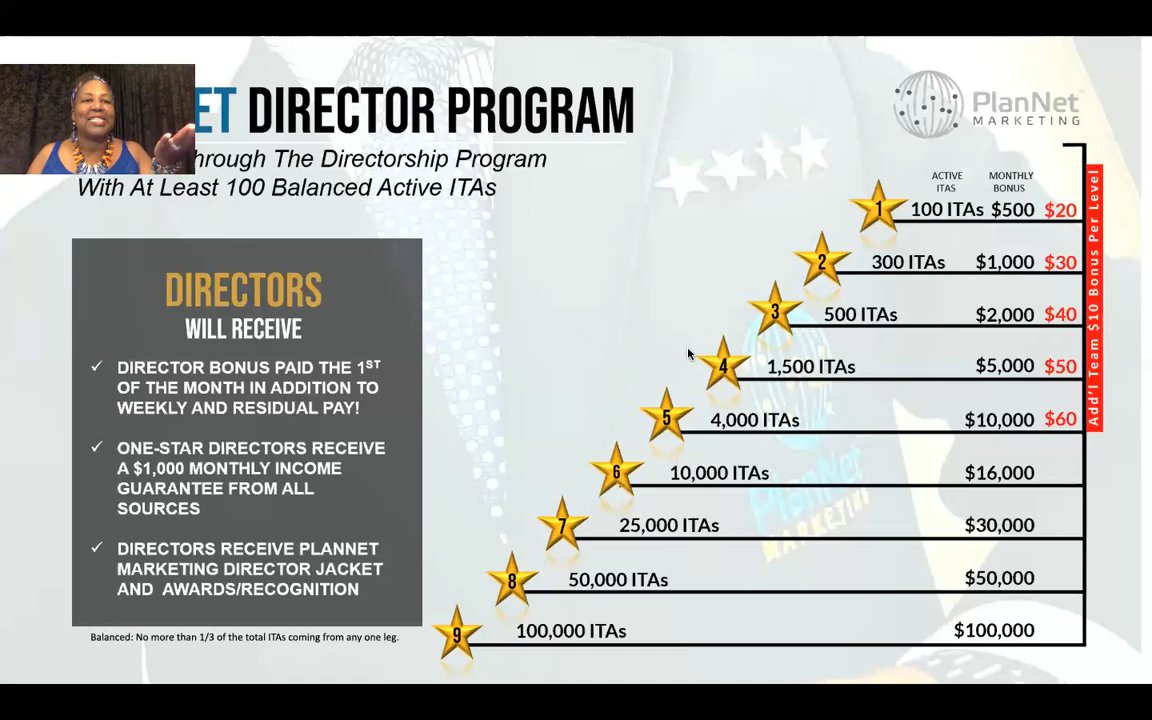 ET DIRECTOR PROGRAM
hrough The Directorship Program
With At Least 100 Balanced Active ITAs
PlanNet™
MARKETING
ACTIVE ITAS
MONTHLY BONUS
1 100 ITAs $500 $20
2 300 ITAs $1,000 $30
3 500 ITAs $2,000 $40
4 1,500 ITAs $5,000 $50
5 4,000 ITAs $10,000 $60
6 10,000 ITAs $16,000
7 25,000 ITAs $30,000
8 50,000 ITAs $50,000
9 100,000 ITAs $100,000
Add'l Team $10 Bonus Per Level
DIRECTORS
WILL RECEIVE
✓ DIRECTOR BONUS PAID THE 1ST
OF THE MONTH IN ADDITION TO
WEEKLY AND RESIDUAL PAY!
✓ ONE-STAR DIRECTORS RECEIVE
A $1,000 MONTHLY INCOME
GUARANTEE FROM ALL
SOURCES
✓ DIRECTORS RECEIVE PLANNET
MARKETING DIRECTOR JACKET
AND AWARDS/RECOGNITION
Balanced: No more than 1/3 of the total ITAs coming from any one leg.
PlanNet
MARKETING